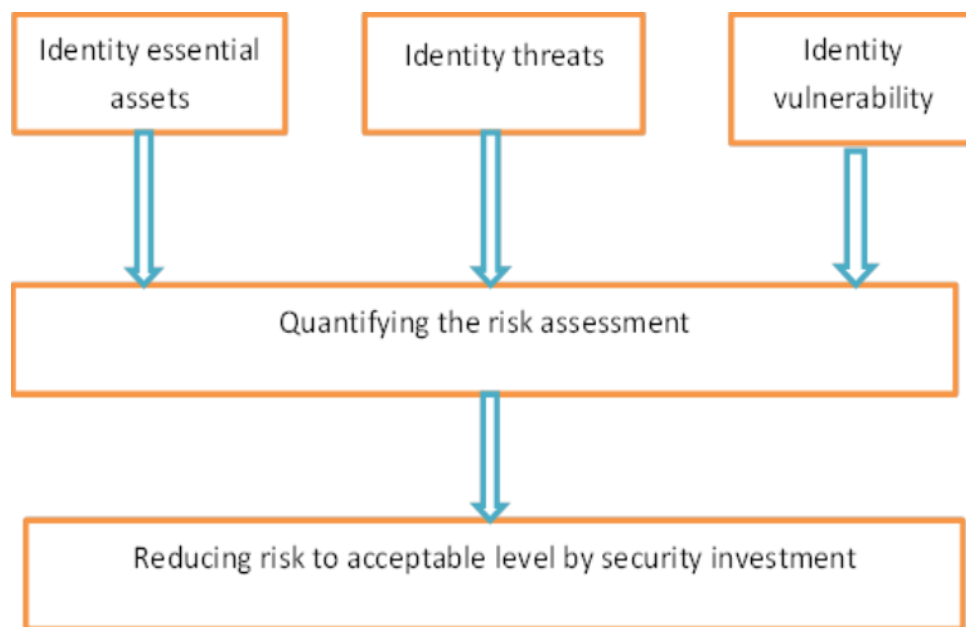 Identity essential
assets
Identity threats
Identity
vulnerability
Quantifying the risk assessment
Reducing risk to acceptable level by security investment